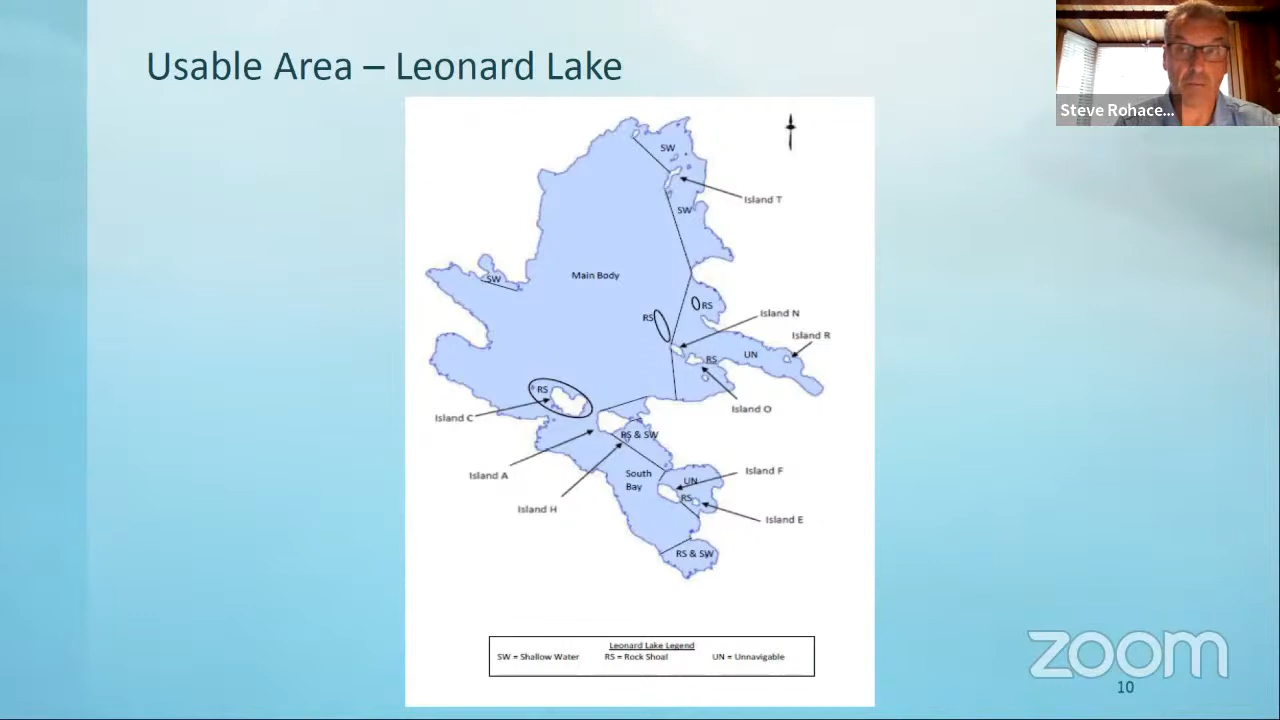 Usable Area – Leonard Lake
Steve Rohace...
SW
Island T
SW
Main Body
SW
RS
Island N
RS
Island R
RS
UN
RS
Island C
Island O
RS & SW
Island A
South
Bay
UN
Island F
RS
Island H
Island E
RS & SW
Leonard Lake Legend
SW = Shallow Water RS = Rock Shoal UN = Unnavigable
zoom
10